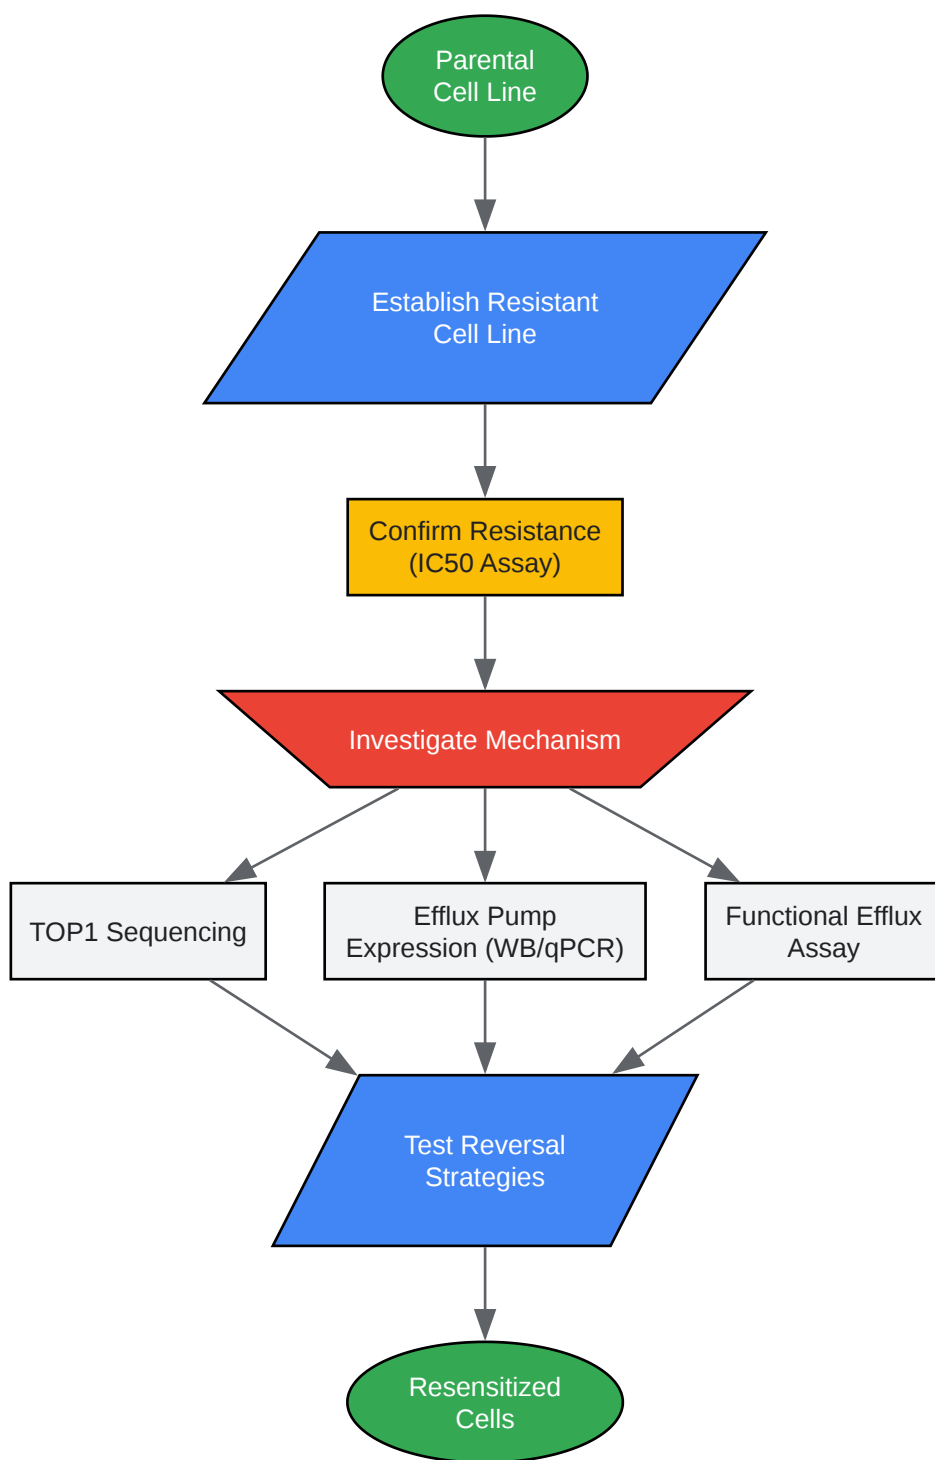 Parental
Cell Line
Establish Resistant
Cell Line
Confirm Resistance
(IC50 Assay)
Investigate Mechanism
TOP1 Sequencing
Efflux Pump
Expression (WB/qPCR)
Functional Efflux
Assay
Test Reversal
Strategies
Resensitized
Cells